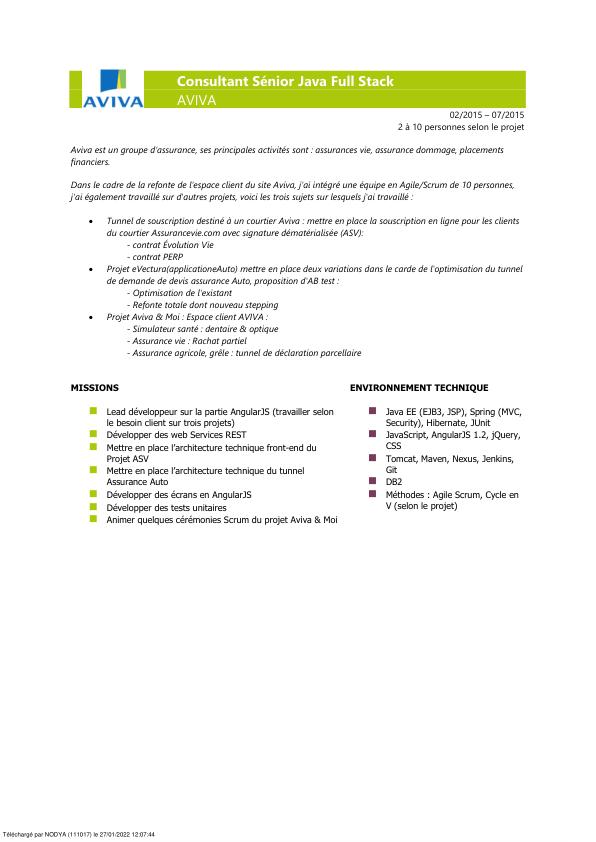 Consultant Sénior Java Full Stack
AVIVA
AVIVA
02/2015 – 07/2015
2 à 10 personnes selon le projet
Aviva est un groupe d'assurance, ses principales activités sont : assurances vie, assurance dommage, placements
financiers.
Dans le cadre de la refonte de l'espace client du site Aviva, j'ai intégré une équipe en Agile/Scrum de 10 personnes,
j'ai également travaillé sur d'autres projets, voici les trois sujets sur lesquels j'ai travaillé :
• Tunnel de souscription destiné à un courtier Aviva : mettre en place la souscription en ligne pour les clients
du courtier Assurancevie.com avec signature dématérialisée (ASV):
- contrat Évolution Vie
- contrat PERP
• Projet eVectura(applicationeAuto) mettre en place deux variations dans le carde de l'optimisation du tunnel
de demande de devis assurance Auto, proposition d'AB test :
- Optimisation de l'existant
- Refonte totale dont nouveau stepping
• Projet Aviva & Moi : Espace client AVIVA :
- Simulateur santé : dentaire & optique
- Assurance vie : Rachat partiel
- Assurance agricole, grêle : tunnel de déclaration parcellaire
MISSIONS
Lead développeur sur la partie AngularJS (travailler selon
le besoin client sur trois projets)
Développer des web Services REST
Mettre en place l'architecture technique front-end du
Projet ASV
Mettre en place l'architecture technique du tunnel
Assurance Auto
Développer des écrans en AngularJS
Développer des tests unitaires
Animer quelques cérémonies Scrum du projet Aviva & Moi
ENVIRONNEMENT TECHNIQUE
Java EE (EJB3, JSP), Spring (MVC,
Security), Hibernate, JUnit
JavaScript, AngularJS 1.2, jQuery,
CSS
Tomcat, Maven, Nexus, Jenkins,
Git
DB2
Méthodes : Agile Scrum, Cycle en
V (selon le projet)
Téléchargé par NODYA (111017) le 27/01/2022 12:07:44